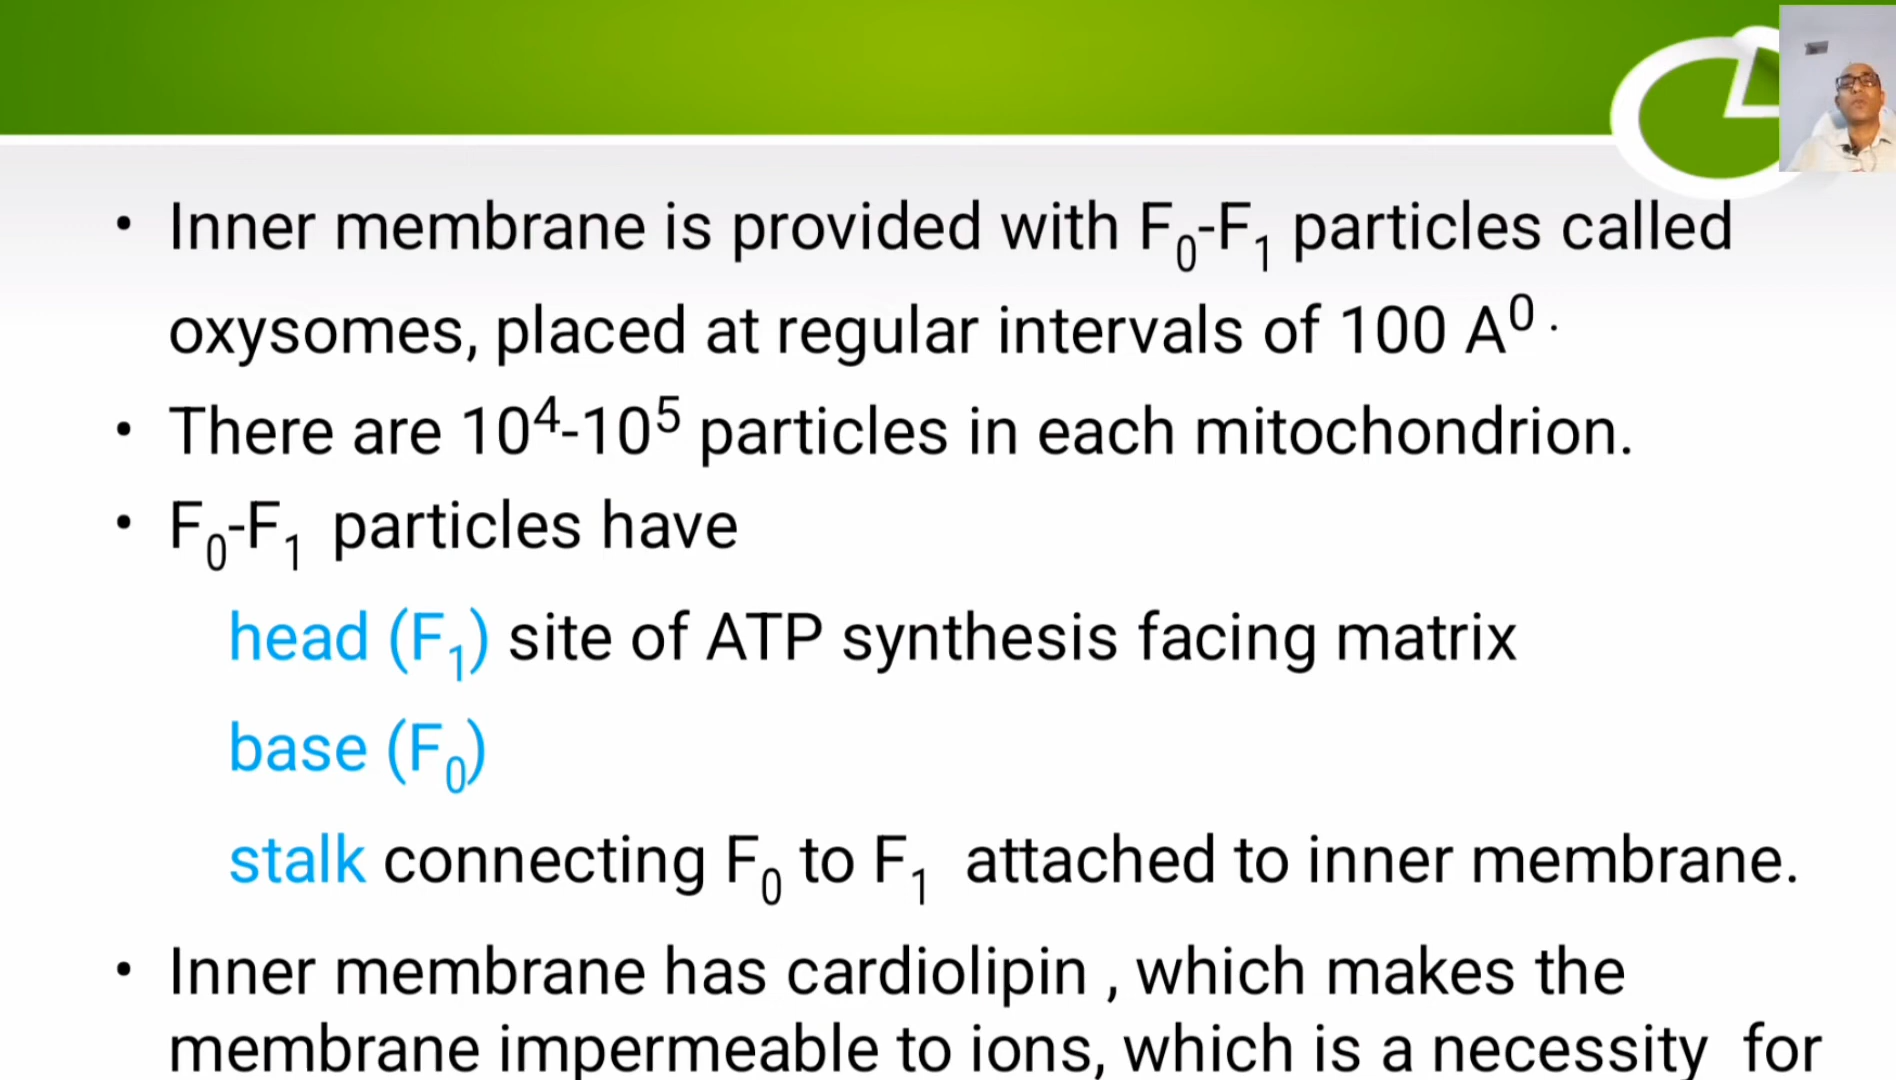 • Inner membrane is provided with F₀-F₁ particles called
oxysomes, placed at regular intervals of 100 A⁰ .
• There are 10⁴-10⁵ particles in each mitochondrion.
• F₀-F₁ particles have
head (F₁) site of ATP synthesis facing matrix
base (F₀)
stalk connecting F₀ to F₁ attached to inner membrane.
• Inner membrane has cardiolipin , which makes the
membrane impermeable to ions, which is a necessity for